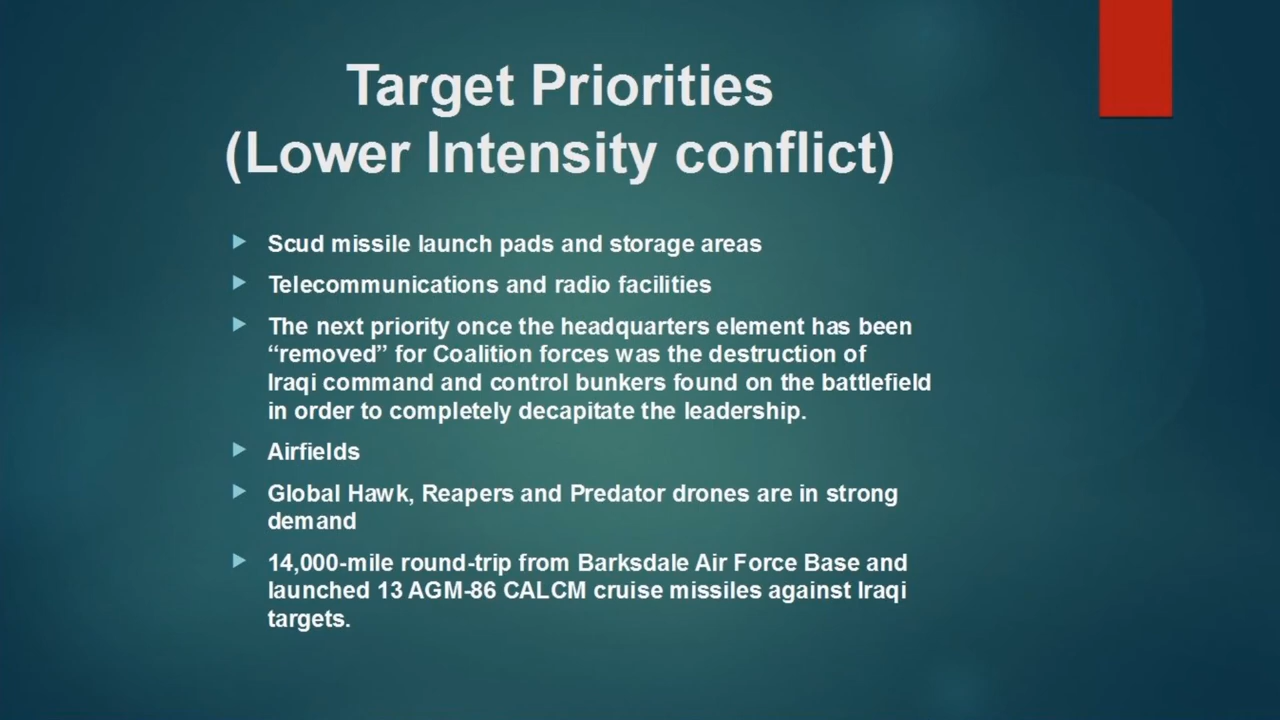 Target Priorities
(Lower Intensity conflict)
Scud missile launch pads and storage areas
Telecommunications and radio facilities
The next priority once the headquarters element has been
“removed” for Coalition forces was the destruction of
Iraqi command and control bunkers found on the battlefield
in order to completely decapitate the leadership.
Airfields
Global Hawk, Reapers and Predator drones are in strong
demand
14,000-mile round-trip from Barksdale Air Force Base and
launched 13 AGM-86 CALCM cruise missiles against Iraqi
targets.